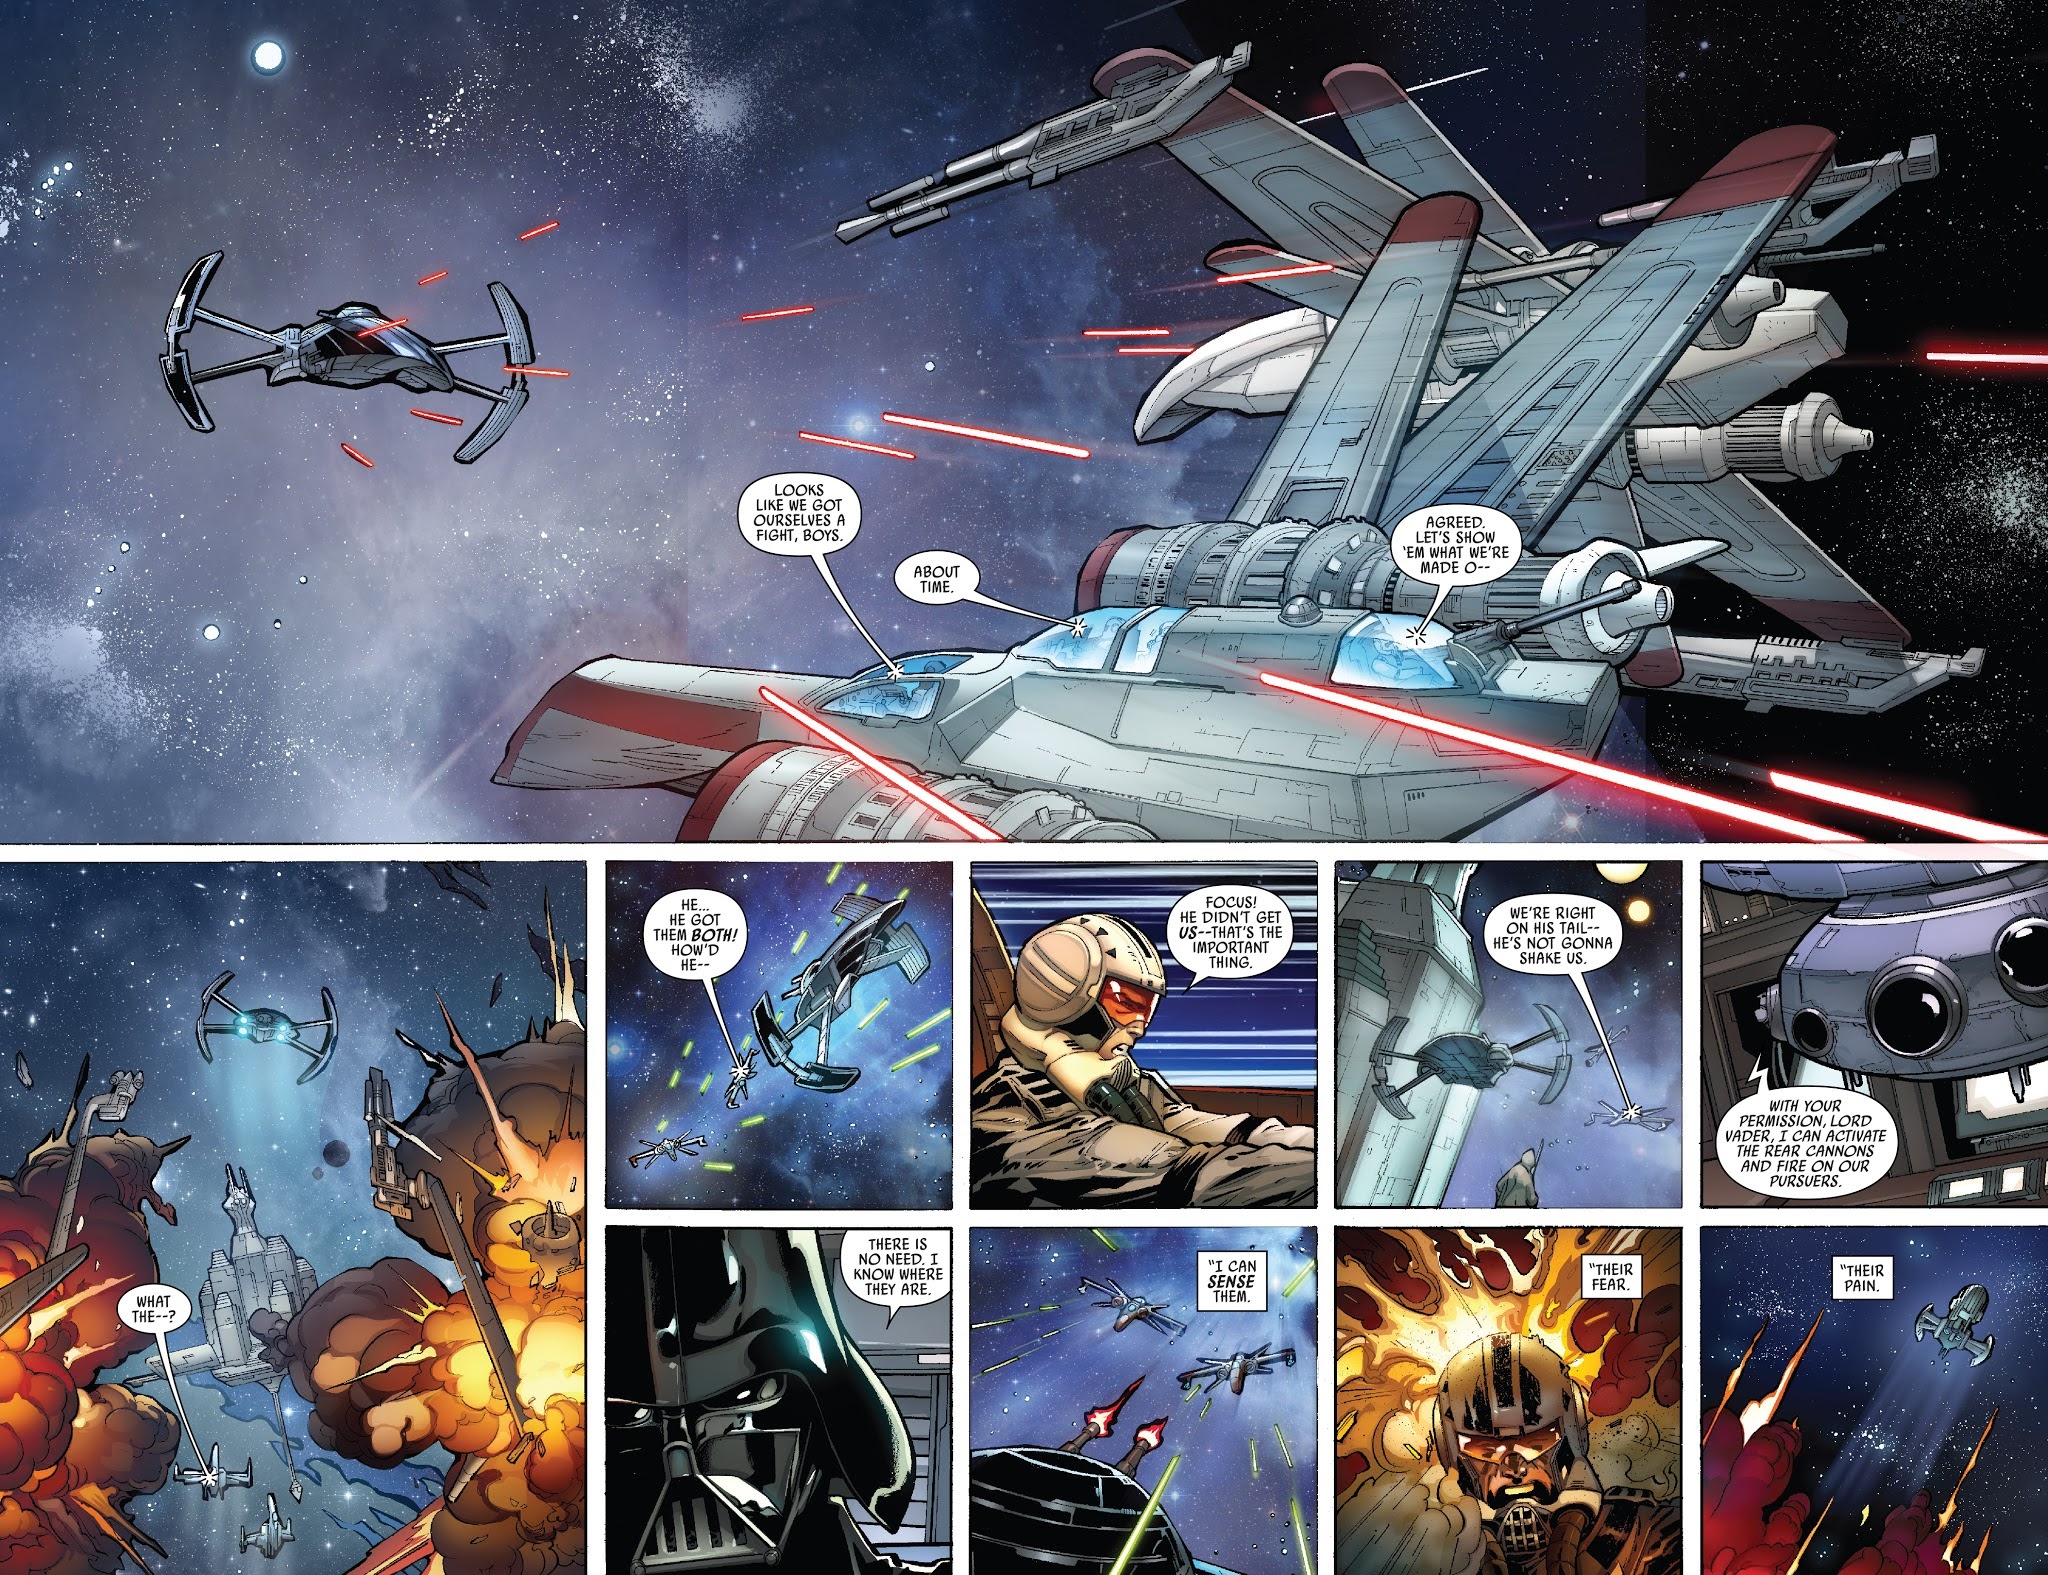 LOOKS
LIKE WE GOT
OURSELVES A
FIGHT, BOYS.
ABOUT
TIME.
AGREED.
LET'S SHOW
'EM WHAT WE'RE
MADE O--
WHAT
THE--?
HE...
HE GOT
THEM BOTH!
HOW'D
HE--
FOCUS!
HE DIDN'T GET
US--THAT'S THE
IMPORTANT
THING.
WE'RE RIGHT
ON HIS TAIL--
HE'S NOT GONNA
SHAKE US.
WITH YOUR
PERMISSION, LORD
VADER, I CAN ACTIVATE
THE REAR CANNONS
AND FIRE ON OUR
PURSUERS.
THERE IS
NO NEED. I
KNOW WHERE
THEY ARE.
"I CAN
SENSE
THEM.
"THEIR
FEAR.
"THEIR
PAIN.